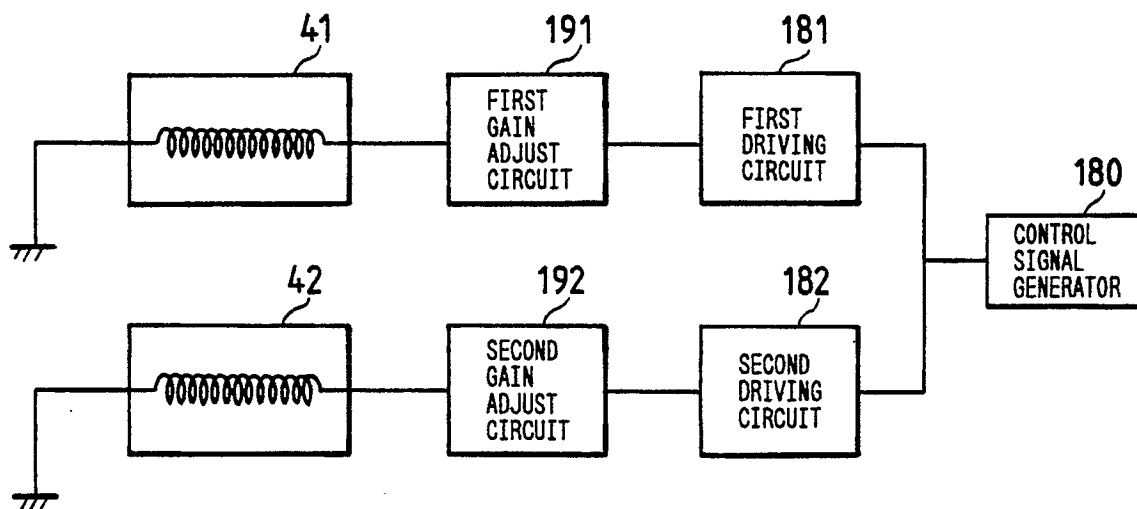 41
191
181
FIRST
GAIN
ADJUST
CIRCUIT
FIRST
DRIVING
CIRCUIT
180
CONTROL
SIGNAL
GENERATOR
42
192
182
SECOND
GAIN
ADJUST
CIRCUIT
SECOND
DRIVING
CIRCUIT